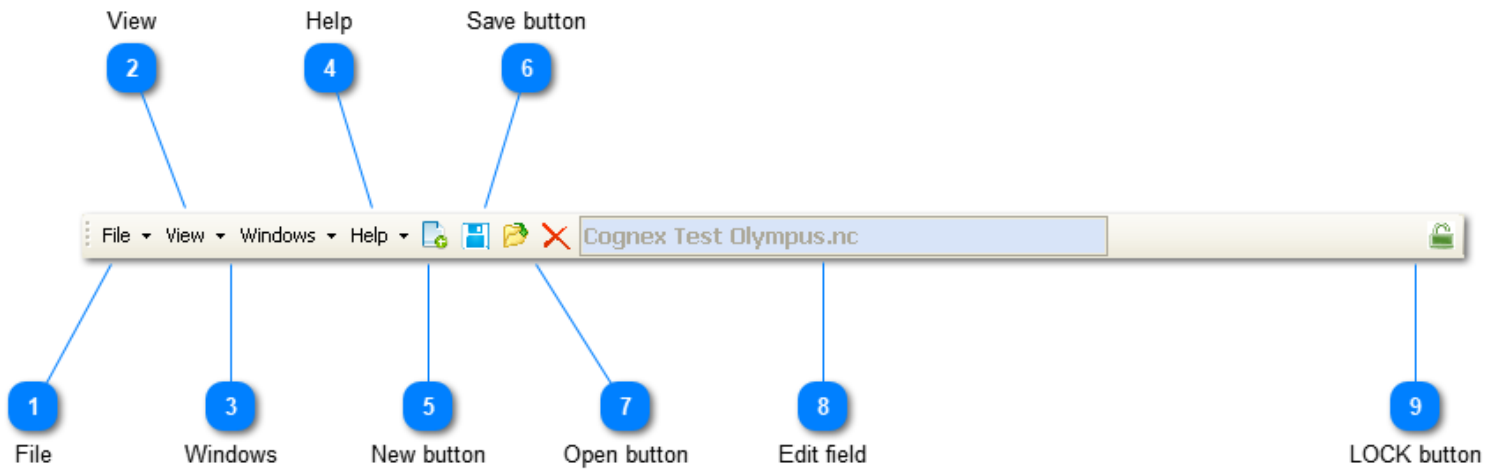 View Help Save button
2 4 6
File View Windows Help Cognex Test Olympus.nc
1 3 5 7 8 9
File Windows New button Open button Edit field LOCK button